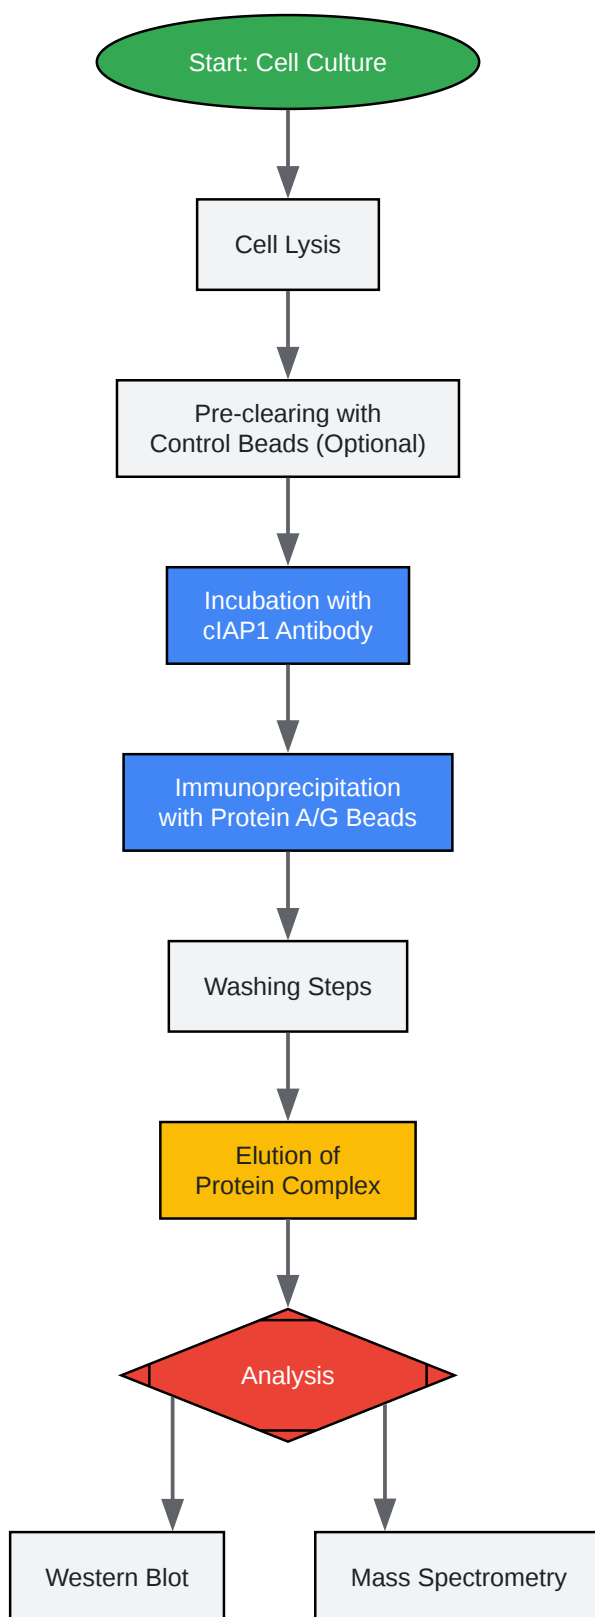 Start: Cell Culture
Cell Lysis
Pre-clearing with
Control Beads (Optional)
Incubation with
cIAP1 Antibody
Immunoprecipitation
with Protein A/G Beads
Washing Steps
Elution of
Protein Complex
Analysis
Western Blot
Mass Spectrometry